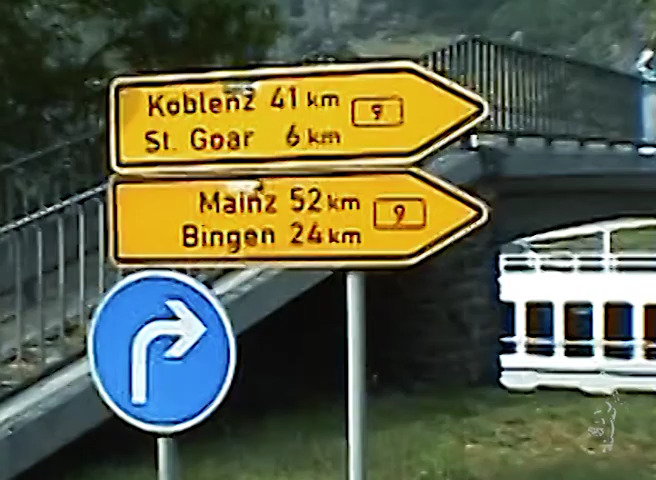 Koblenz 41 km
St. Goar 6 km
9
Mainz 52 km
Bingen 24 km
9